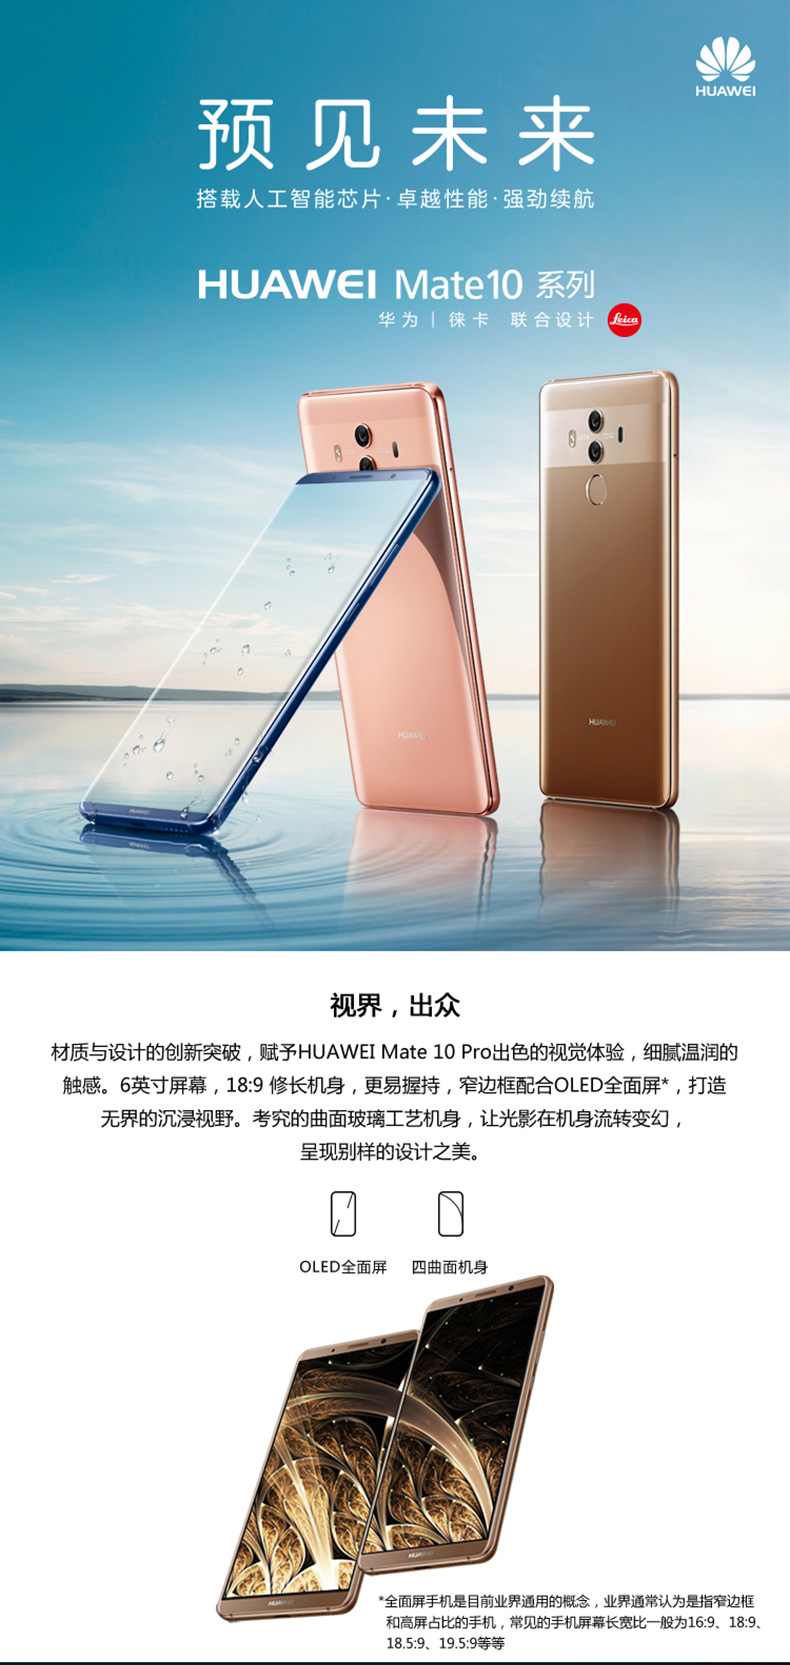 HUAWEI
预见未来
搭载人工智能芯片·卓越性能·强劲续航
HUAWEI Mate10 系列
华为 | 徕卡 联合设计 Leica
HUAWEI
HUAWEI
HUAWEI
视界，出众
材质与设计的创新突破，赋予HUAWEI Mate 10 Pro出色的视觉体验，细腻温润的
触感。6英寸屏幕，18:9 修长机身，更易握持，窄边框配合OLED全面屏*，打造
无界的沉浸视野。考究的曲面玻璃工艺机身，让光影在机身流转变幻，
呈现别样的设计之美。
OLED全面屏 四曲面机身
HUAWEI
HUAWEI
*全面屏手机是目前业界通用的概念，业界通常认为是指窄边框
和高屏占比的手机，常见的手机屏幕长宽比一般为16:9、18:9、
18.5:9、19.5:9等等